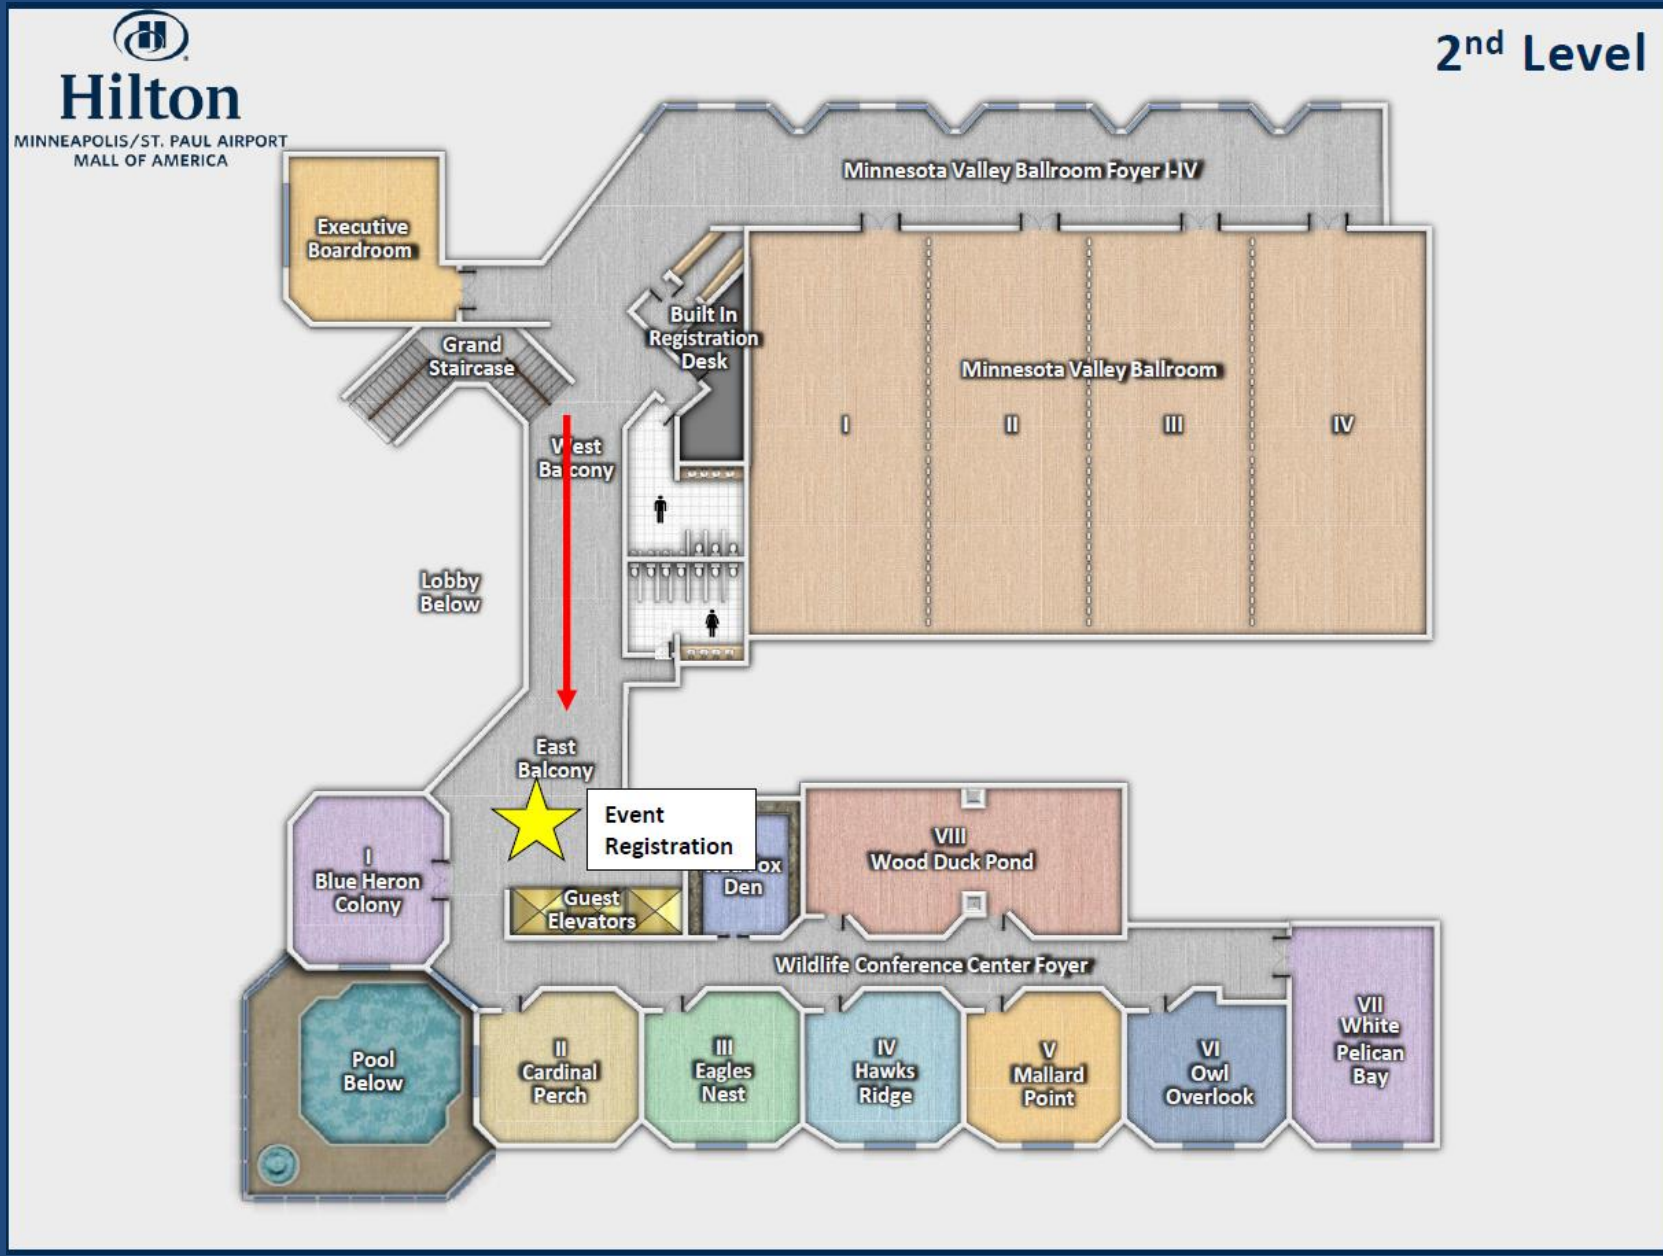 Hilton
MINNEAPOLIS/ST. PAUL AIRPORT
MALL OF AMERICA
2nd Level
Minnesota Valley Ballroom Foyer I-IV
Executive
Boardroom
Grand
Staircase
Built In
Registration
Desk
Minnesota Valley Ballroom
I
II
III
IV
West
Balcony
Lobby
Below
East
Balcony
Event
Registration
Den
VIII
Wood Duck Pond
I
Blue Heron
Colony
Guest
Elevators
Wildlife Conference Center Foyer
Pool
Below
II
Cardinal
Perch
III
Eagles
Nest
IV
Hawks
Ridge
V
Mallard
Point
VI
Owl
Overlook
VII
White
Pelican
Bay